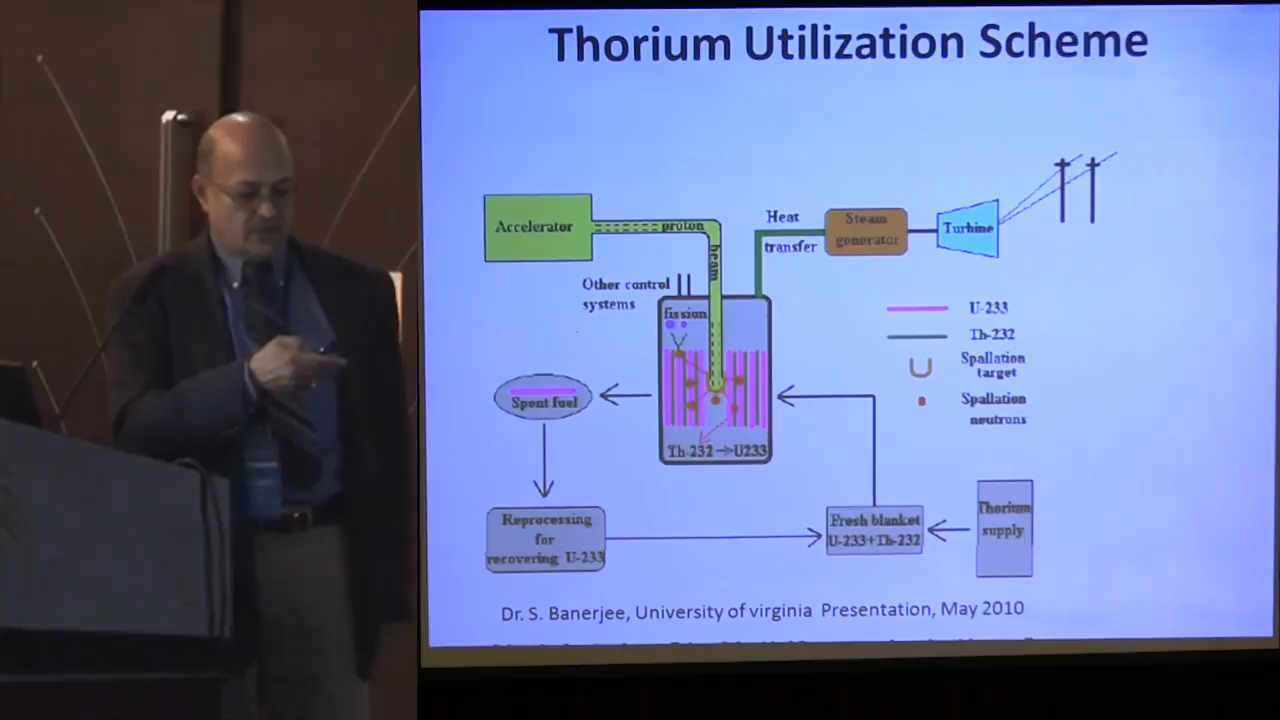 Thorium Utilization Scheme
Accelerator
proton
beam
Heat
transfer
Steam
generator
Turbine
Other control
systems
fission
U-233
Th-232
Spallation
target
Spallation
neutrons
Spent fuel
Th-232->U233
Reprocessing
for
recovering U-233
Fresh blanket
U-233+Th-232
Thorium
supply
Dr. S. Banerjee, University of virginia Presentation, May 2010